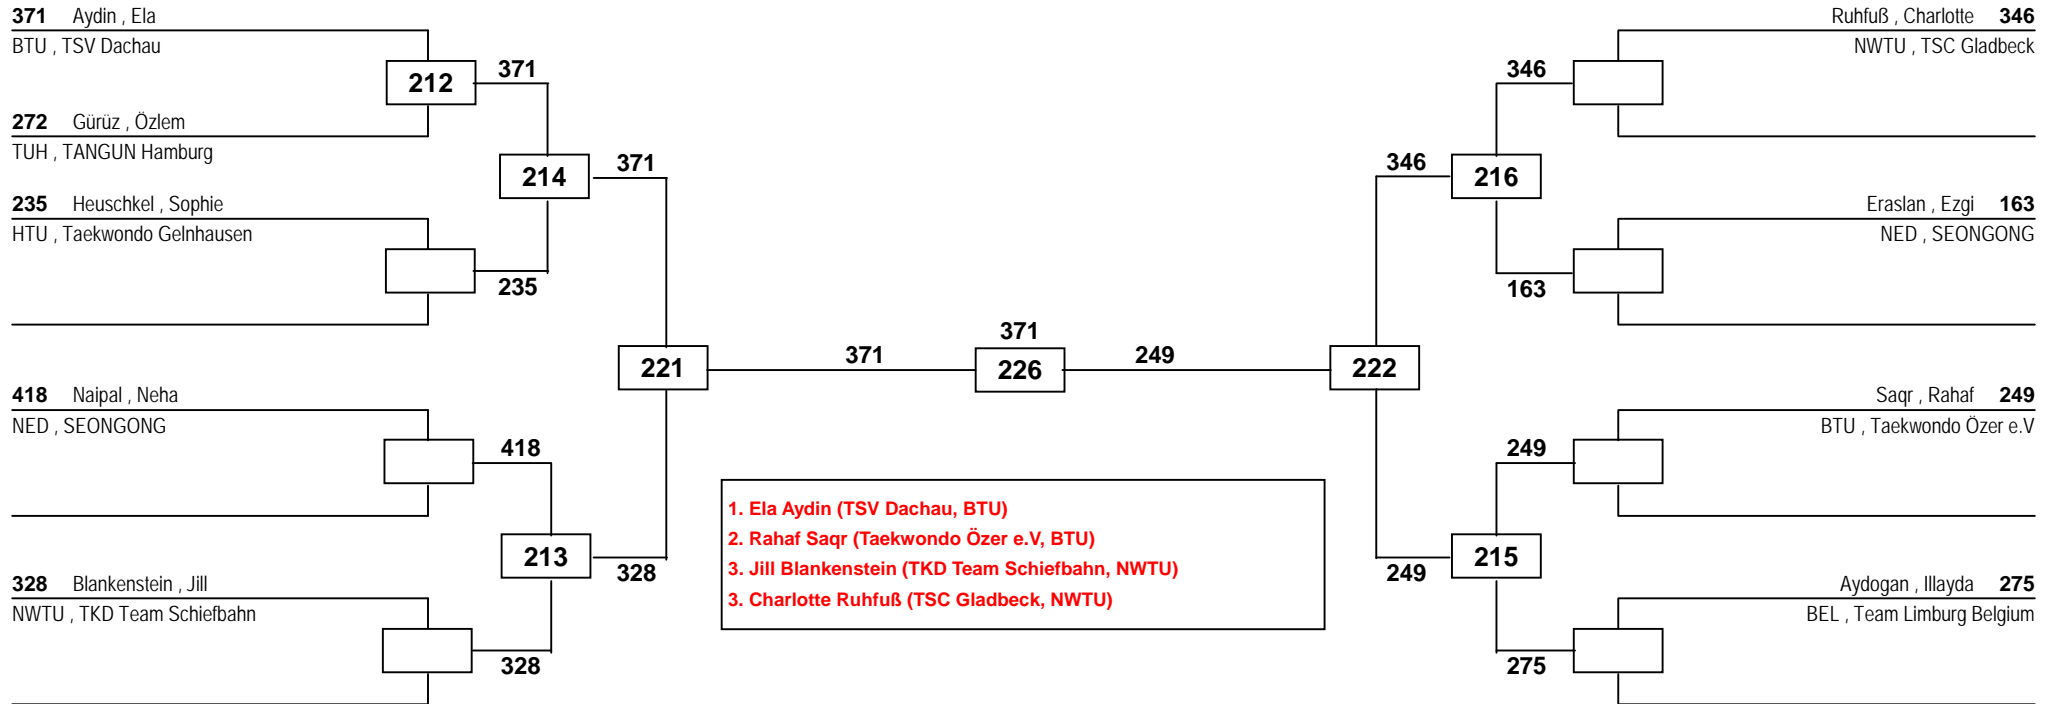 371 Aydin , Ela
BTU , TSV Dachau
212
371
272 Gürüz , Özlem
TUH , TANGUN Hamburg
214
371
235 Heuschkel , Sophie
HTU , Taekwondo Gelnhausen
235
221
371
418 Naipal , Neha
NED , SEONGONG
418
213
328
328 Blankenstein , Jill
NWTU , TKD Team Schiefbahn
328
371
226
249
1. Ela Aydin (TSV Dachau, BTU)
2. Rahaf Saqr (Taekwondo Özer e.V, BTU)
3. Jill Blankenstein (TKD Team Schiefbahn, NWTU)
3. Charlotte Ruhfuß (TSC Gladbeck, NWTU)
Ruhfuß , Charlotte 346
NWTU , TSC Gladbeck
346
346
216
Eraslan , Ezgi 163
NED , SEONGONG
163
222
Saqr , Rahaf 249
BTU , Taekwondo Özer e.V
249
215
249
Aydogan , Illayda 275
BEL , Team Limburg Belgium
275